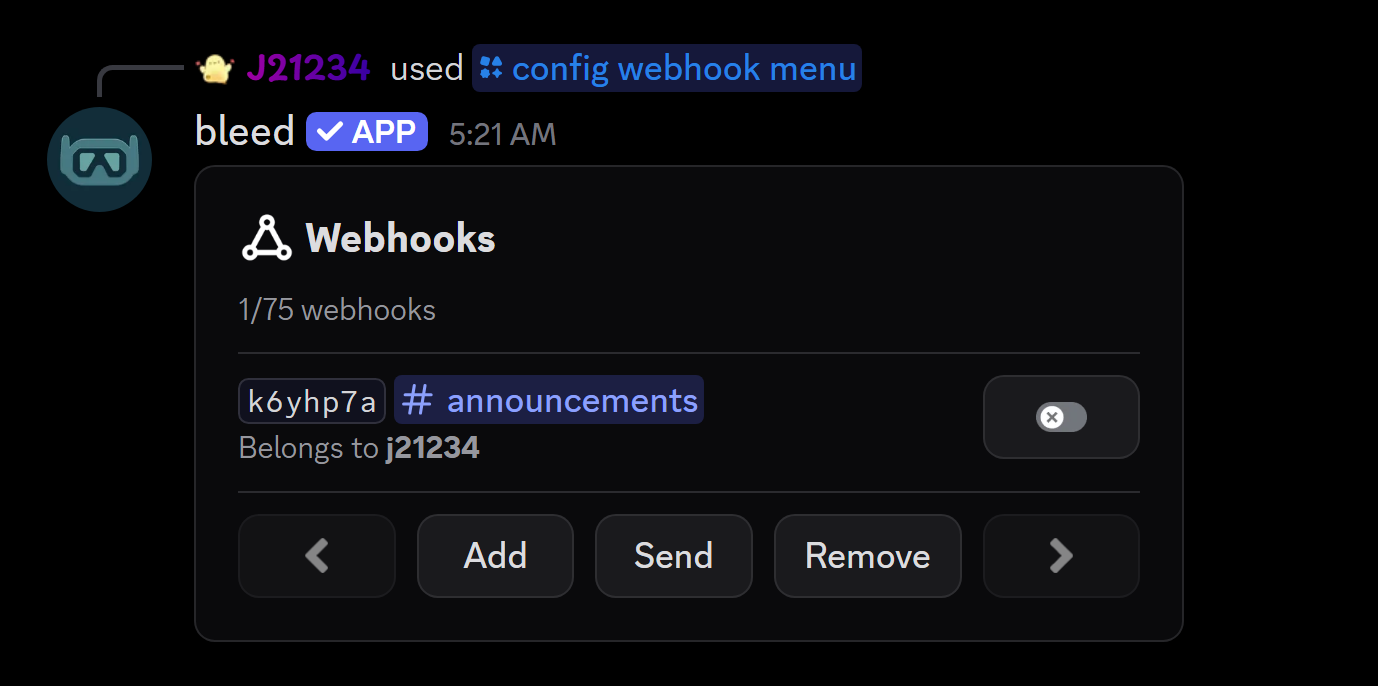 J21234 used config webhook menu
bleed APP 5:21 AM
Webhooks
1/75 webhooks
k6yhp7a # announcements
Belongs to j21234
Add Send Remove